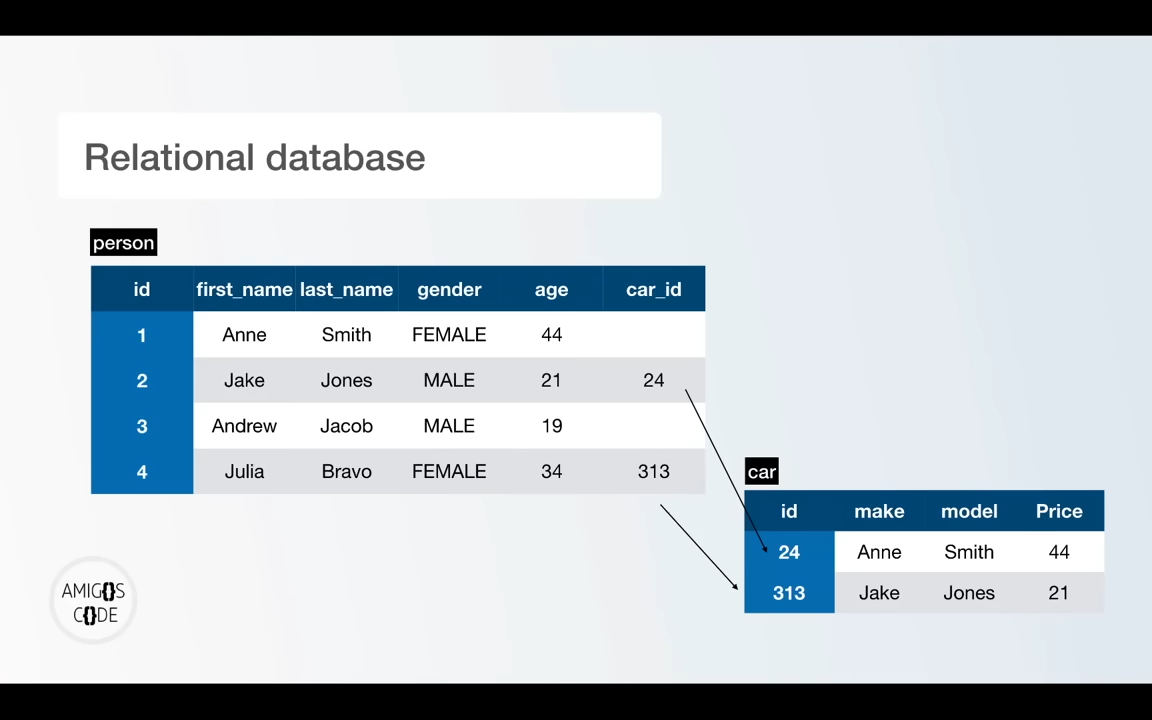 Relational database
person
id first_name last_name gender age car_id
1 Anne Smith FEMALE 44
2 Jake Jones MALE 21 24
3 Andrew Jacob MALE 19
4 Julia Bravo FEMALE 34 313
car
id make model Price
24 Anne Smith 44
313 Jake Jones 21
AMIG{}S
C{}DE